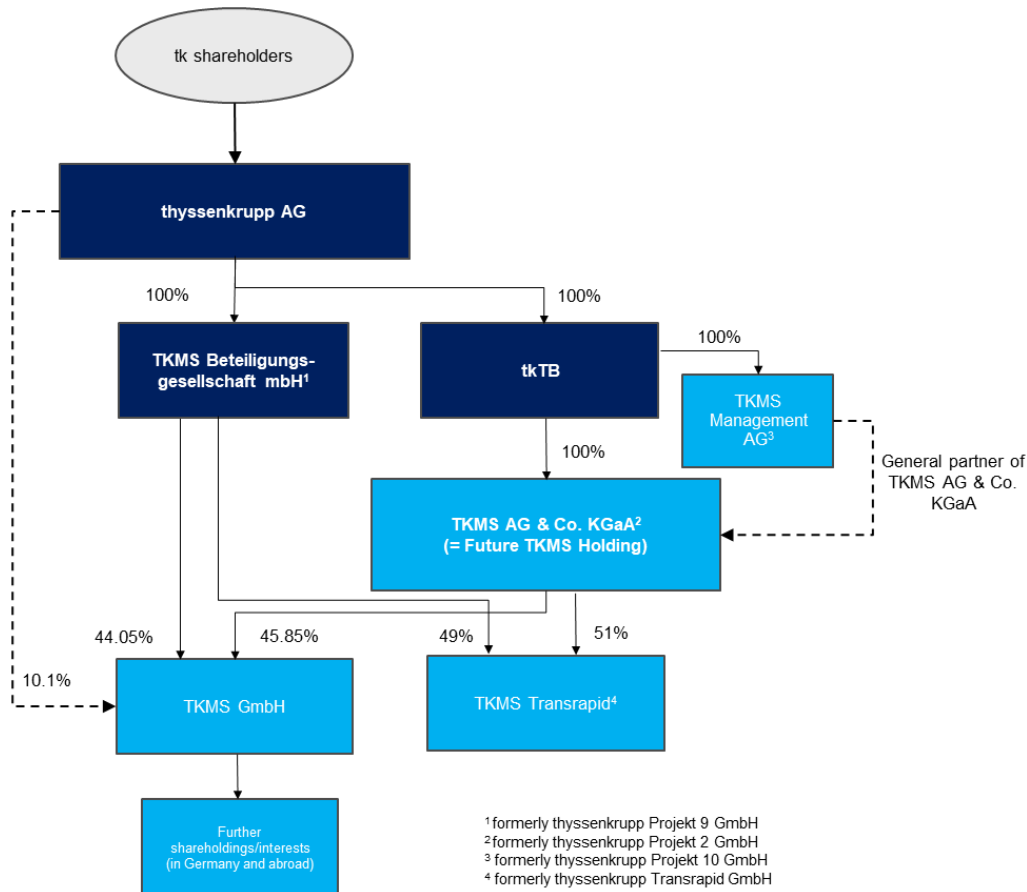 tk shareholders
thyssenkrupp AG
100%
100%
TKMS Beteiligungs-
gesellschaft mbH¹
tkTB
100%
TKMS
Management
AG³
100%
General partner of
TKMS AG & Co.
KGaA
TKMS AG & Co. KGaA²
(= Future TKMS Holding)
44.05%
45.85%
49%
51%
10.1%
TKMS GmbH
TKMS Transrapid⁴
Further
shareholdings/interests
(in Germany and abroad)
¹ formerly thyssenkrupp Projekt 9 GmbH
² formerly thyssenkrupp Projekt 2 GmbH
³ formerly thyssenkrupp Projekt 10 GmbH
⁴ formerly thyssenkrupp Transrapid GmbH